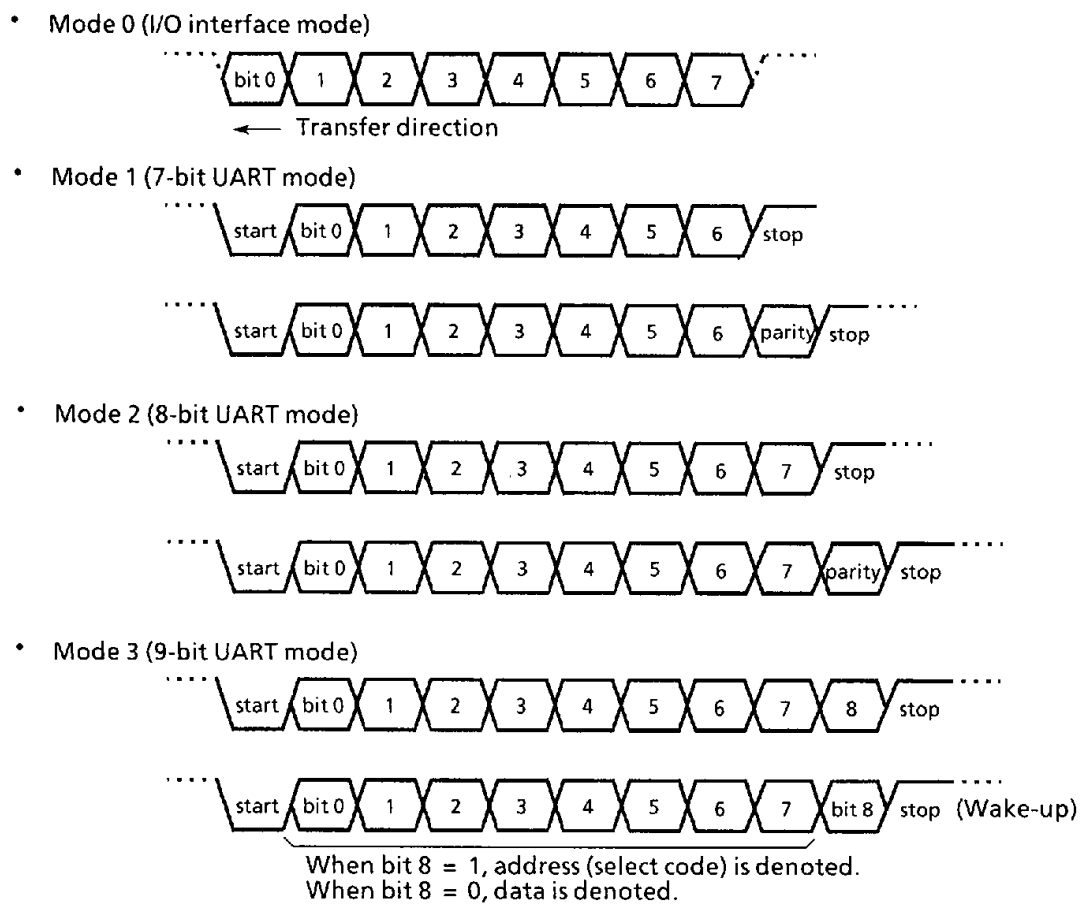 • Mode 0 (I/O interface mode)
bit 0 1 2 3 4 5 6 7
← Transfer direction
• Mode 1 (7-bit UART mode)
start bit 0 1 2 3 4 5 6 stop
start bit 0 1 2 3 4 5 6 parity stop
• Mode 2 (8-bit UART mode)
start bit 0 1 2 3 4 5 6 7 stop
start bit 0 1 2 3 4 5 6 7 parity stop
• Mode 3 (9-bit UART mode)
start bit 0 1 2 3 4 5 6 7 8 stop
start bit 0 1 2 3 4 5 6 7 bit 8 stop (Wake-up)
When bit 8 = 1, address (select code) is denoted.
When bit 8 = 0, data is denoted.